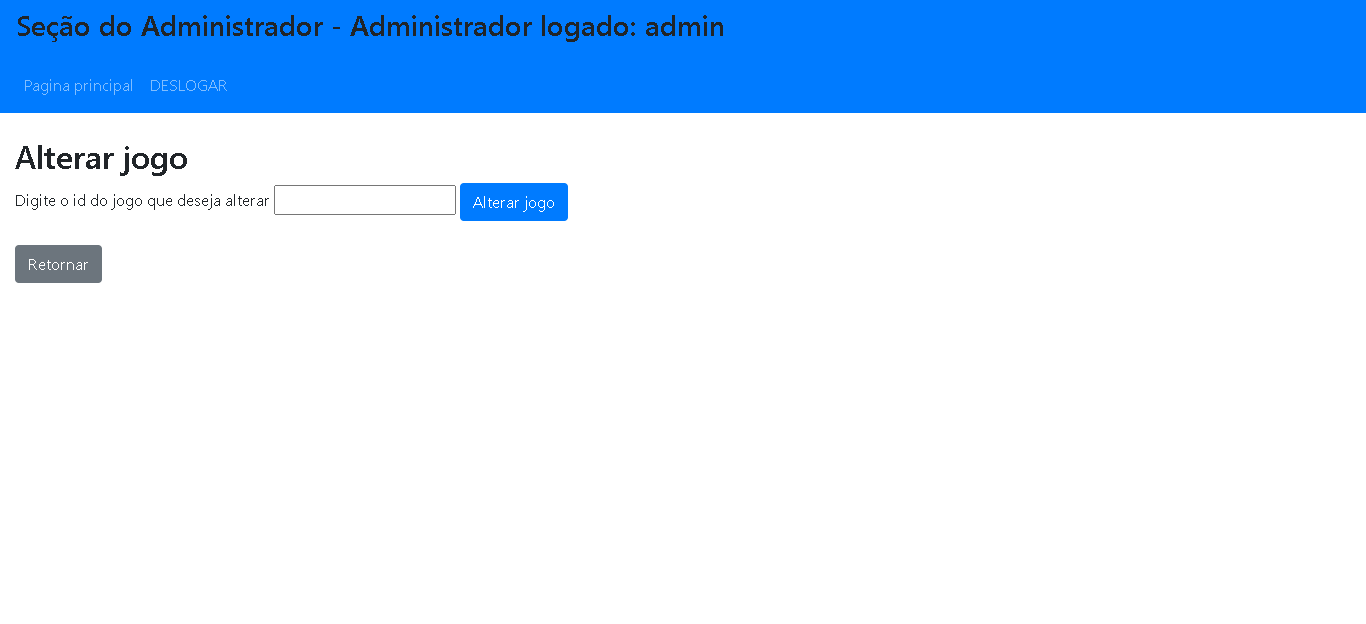 Seção do Administrador - Administrador logado: admin
Pagina principal DESLOGAR
Alterar jogo
Digite o id do jogo que deseja alterar Alterar jogo
Retornar